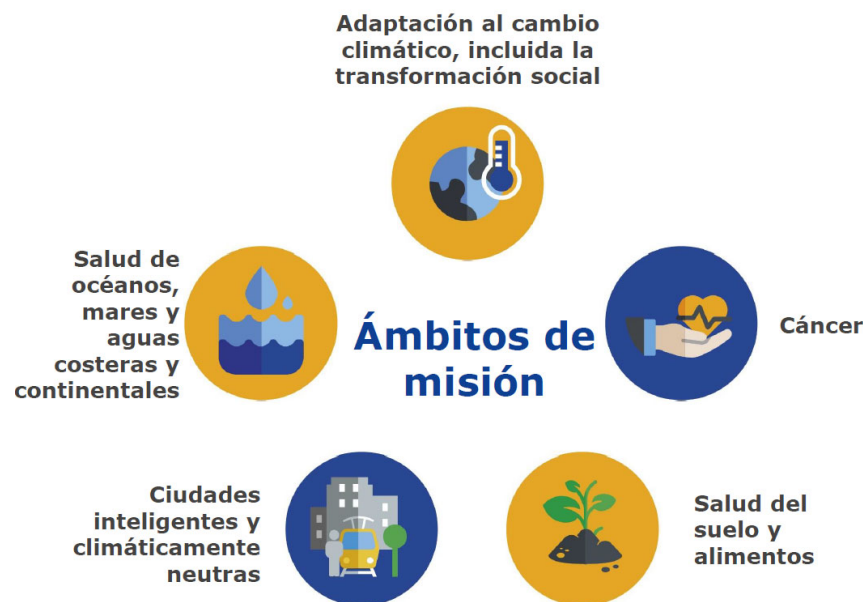 Adaptación al cambio
climático, incluida la
transformación social
Salud de
océanos,
mares y
aguas
costeras y
continentales
Ámbitos de
misión
Cáncer
Ciudades
inteligentes y
climáticamente
neutras
Salud del
suelo y
alimentos